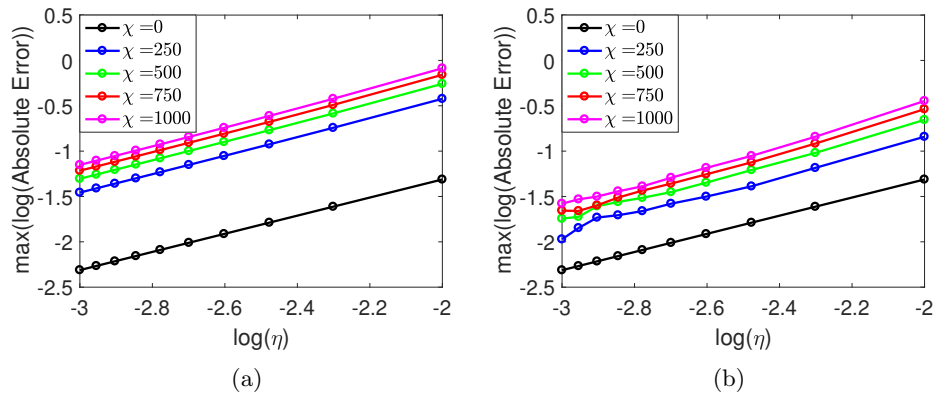 0.5
0
-0.5
-1
-1.5
-2
-2.5
max(log(Absolute Error))
χ =0
χ =250
χ =500
χ =750
χ =1000
-3 -2.8 -2.6 -2.4 -2.2 -2
log(η)
(a)
0.5
0
-0.5
-1
-1.5
-2
-2.5
max(log(Absolute Error))
χ =0
χ =250
χ =500
χ =750
χ =1000
-3 -2.8 -2.6 -2.4 -2.2 -2
log(η)
(b)